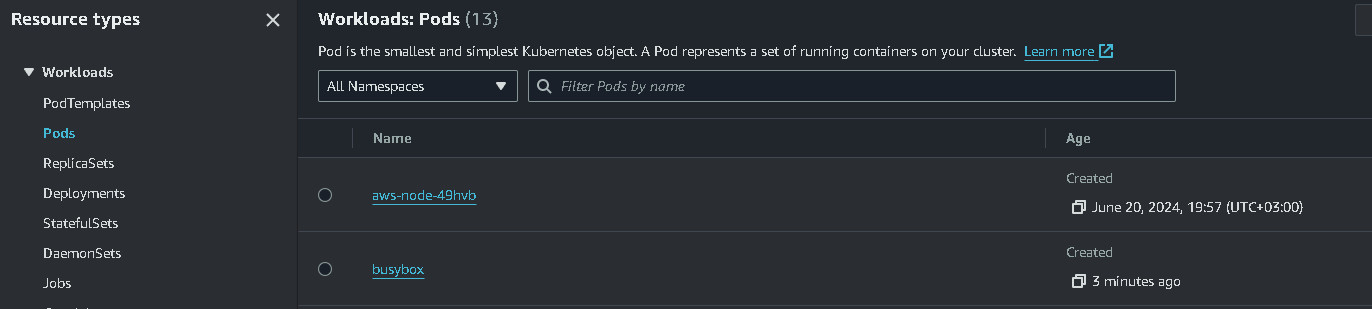 Resource types
Workloads
PodTemplates
Pods
ReplicaSets
Deployments
StatefulSets
DaemonSets
Jobs
Workloads: Pods (13)
Pod is the smallest and simplest Kubernetes object. A Pod represents a set of running containers on your cluster. Learn more
All Namespaces
Filter Pods by name
Name Age
aws-node-49hvb
Created
June 20, 2024, 19:57 (UTC+03:00)
busybox
Created
3 minutes ago